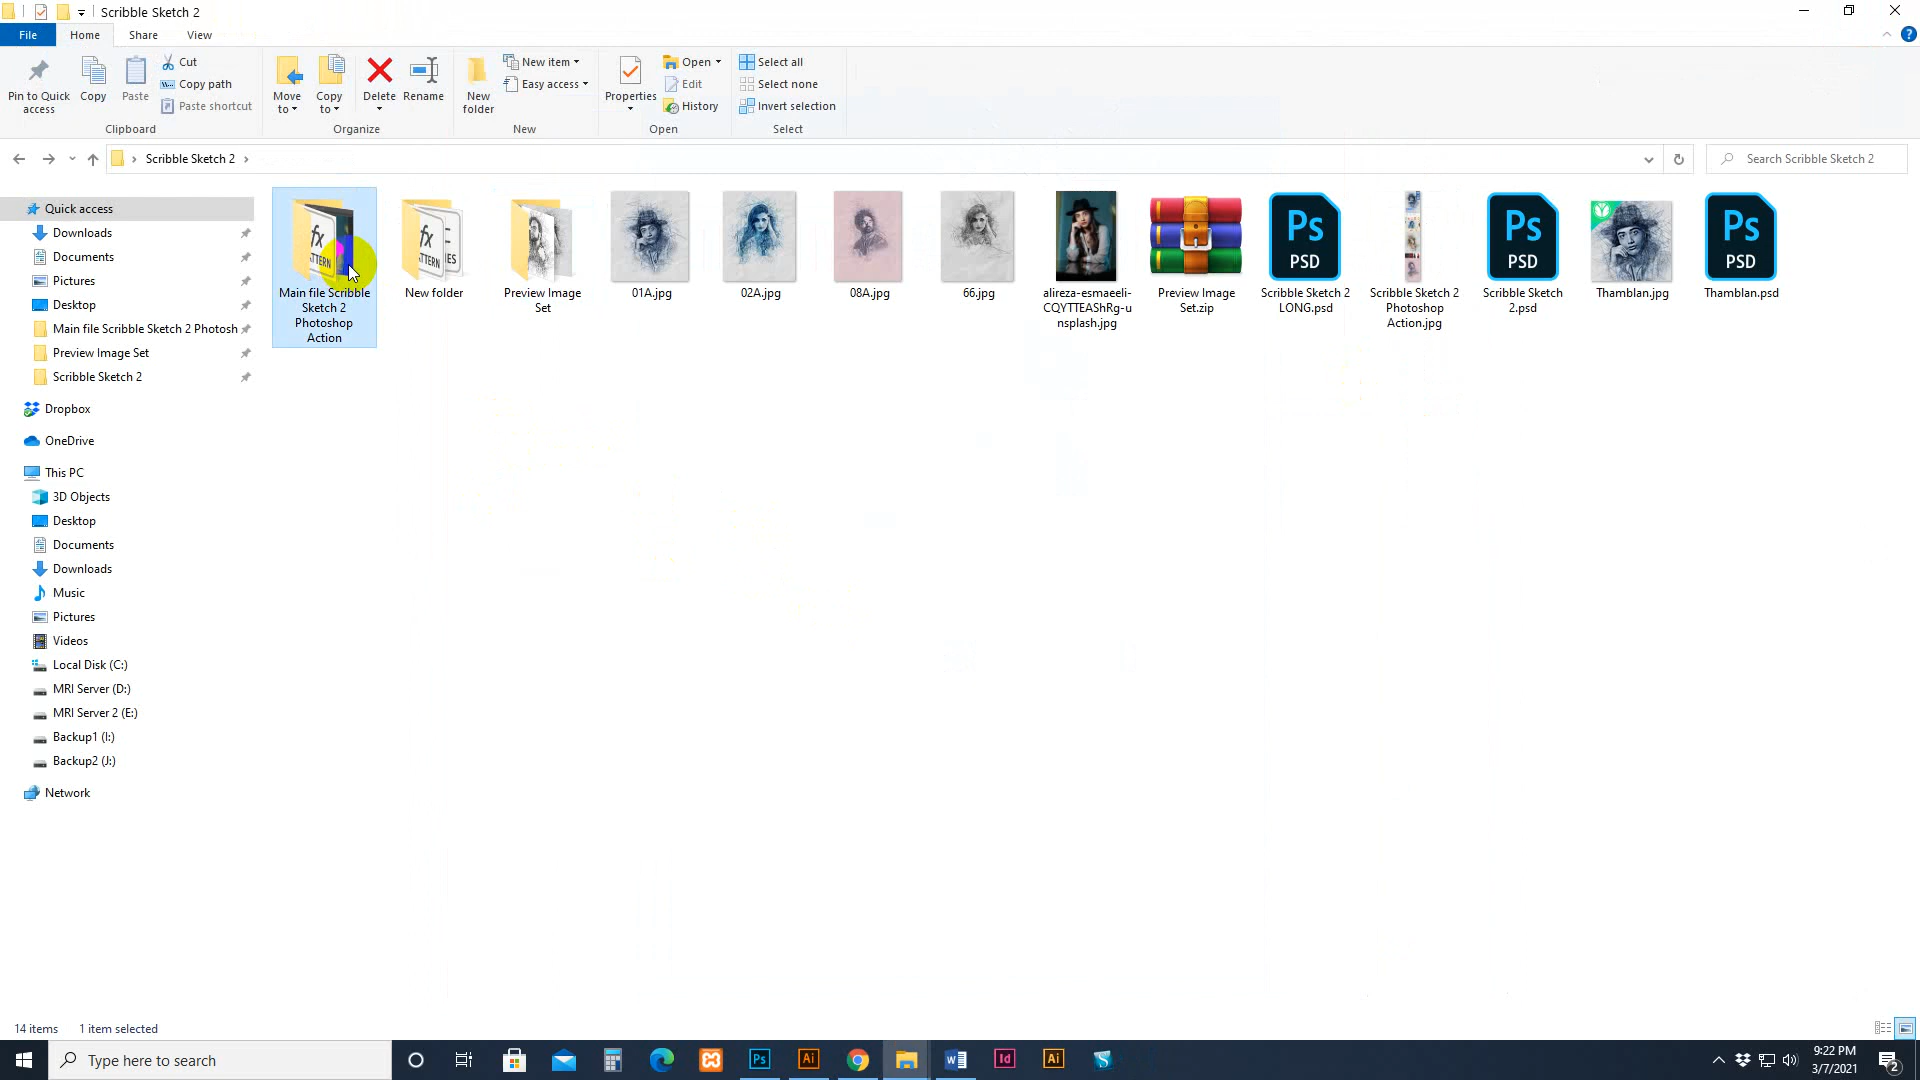 Scribble Sketch 2
File Home Share View
Pin to Quick access
Copy
Paste
Cut
Copy path
Paste shortcut
Clipboard
Move to
Copy to
Delete
Rename
Organize
New folder
New item
Easy access
New
Properties
Open
Edit
History
Open
Select all
Select none
Invert selection
Select
Scribble Sketch 2
Search Scribble Sketch 2
Quick access
Downloads
Documents
Pictures
Desktop
Main file Scribble Sketch 2 Photosh
Preview Image Set
Scribble Sketch 2
Dropbox
OneDrive
This PC
3D Objects
Desktop
Documents
Downloads
Music
Pictures
Videos
Local Disk (C:)
MRI Server (D:)
MRI Server 2 (E:)
Backup1 (I:)
Backup2 (J:)
Network
fx
TTERN
Main file Scribble
Sketch 2
Photoshop
Action
fx
New folder
Preview Image
Set
01A.jpg
02A.jpg
08A.jpg
66.jpg
alireza-esmaeeli-
CQYTTEAShRg-u
nsplash.jpg
Preview Image
Set.zip
Ps
PSD
Scribble Sketch 2
LONG.psd
Scribble Sketch 2
Photoshop
Action.jpg
Ps
PSD
Scribble Sketch
2.psd
Thamblan.jpg
Ps
PSD
Thamblan.psd
14 items 1 item selected
Type here to search
Ps
Ai
Id
Ai
9:22 PM
3/7/2021
2